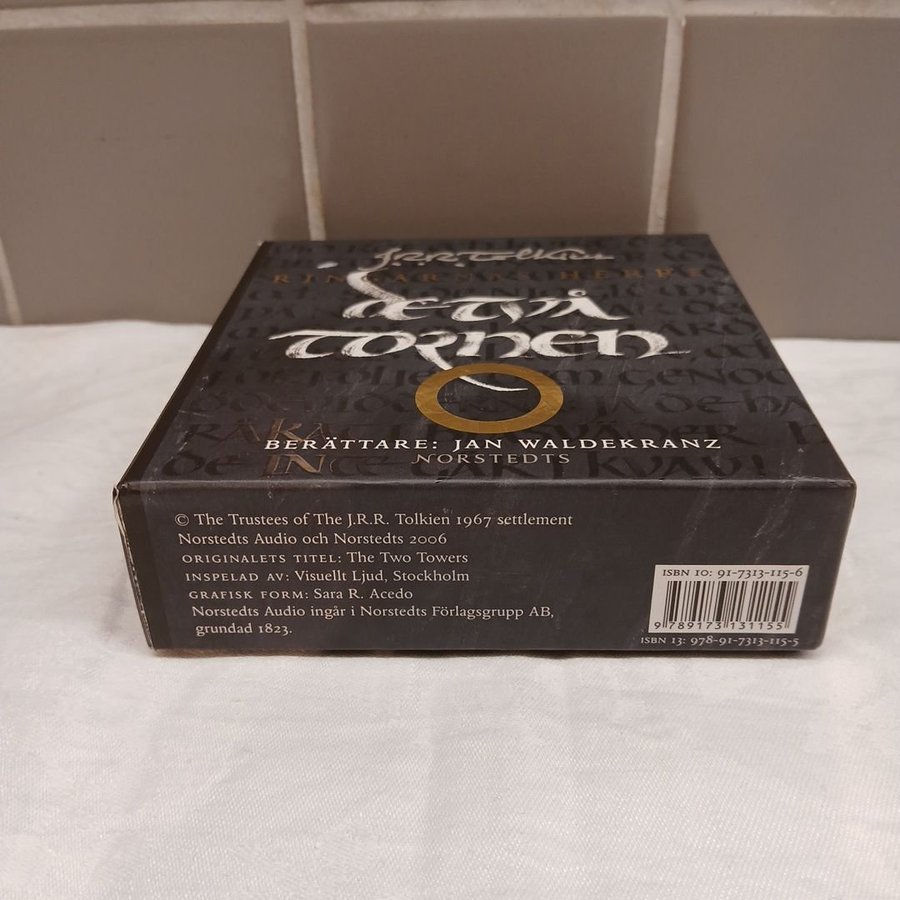 J.R.R. Tolkien
RINGARNAS HERRE
DE TVÅ
TORNEN
BERÄTTARE: JAN WALDEKRANZ
NORSTEDTS
© The Trustees of The J.R.R. Tolkien 1967 settlement
Norstedts Audio och Norstedts 2006
ORIGINALETS TITEL: The Two Towers
INSPELAD AV: Visuellt Ljud, Stockholm
GRAFISK FORM: Sara R. Acedo
Norstedts Audio ingår i Norstedts Förlagsgrupp AB,
grundad 1823.
ISBN 10: 91-7313-115-6
9 789173 131155
ISBN 13: 978-91-7313-115-5